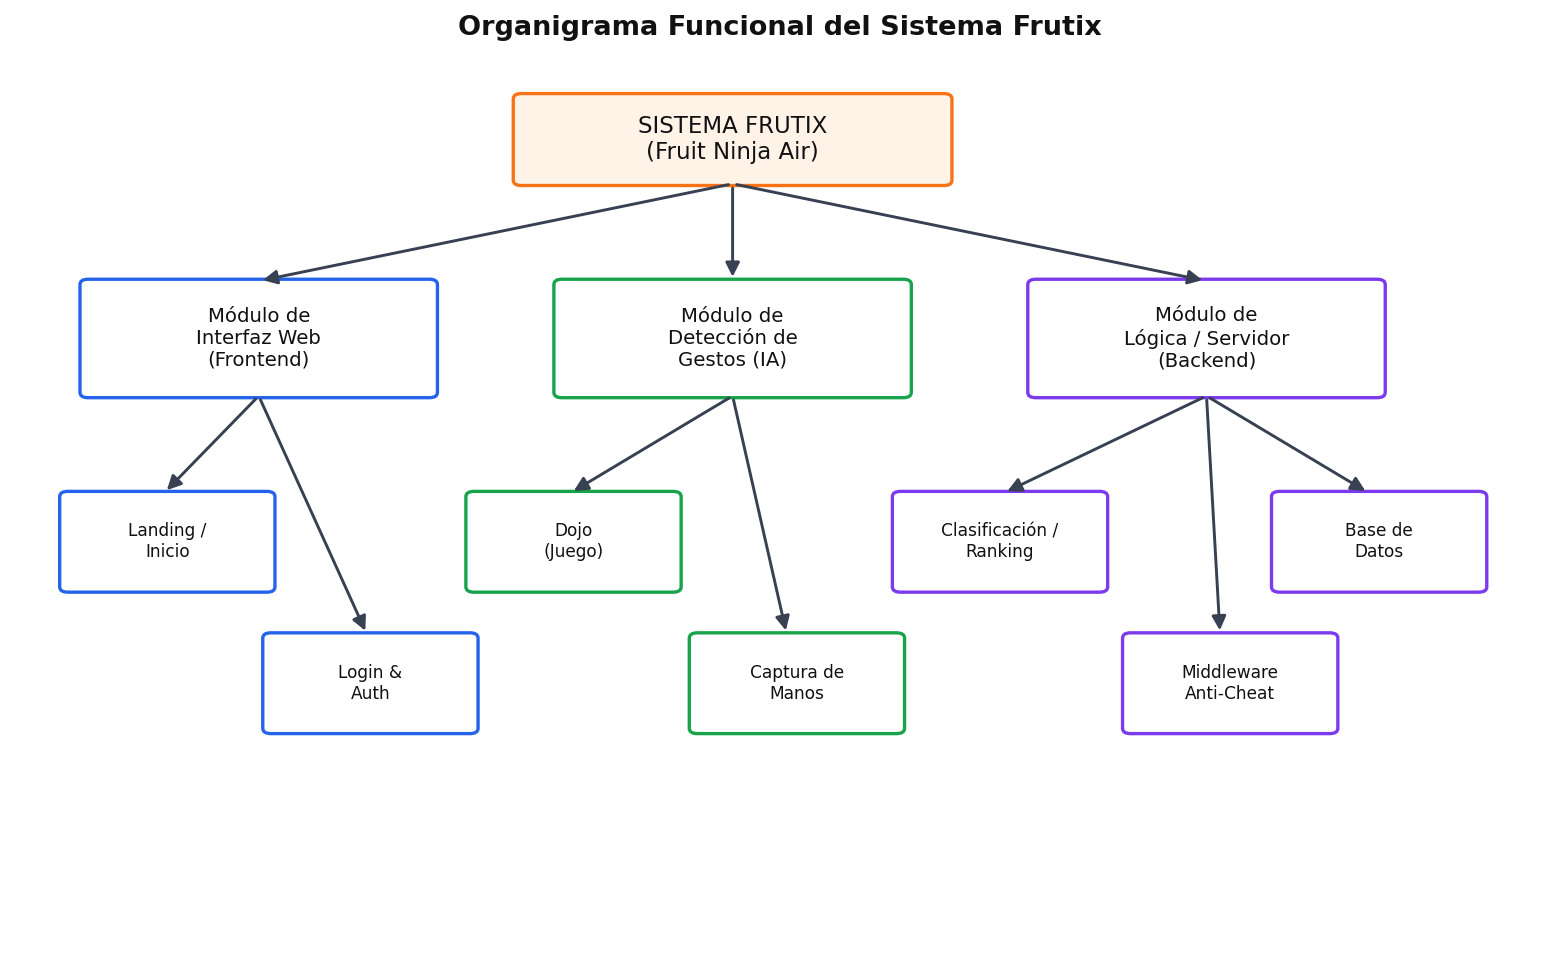 Organigrama Funcional del Sistema Frutix
SISTEMA FRUTIX
(Fruit Ninja Air)
Módulo de
Interfaz Web
(Frontend)
Módulo de
Detección de
Gestos (IA)
Módulo de
Lógica / Servidor
(Backend)
Landing /
Inicio
Dojo
(Juego)
Clasificación /
Ranking
Base de
Datos
Login &
Auth
Captura de
Manos
Middleware
Anti-Cheat